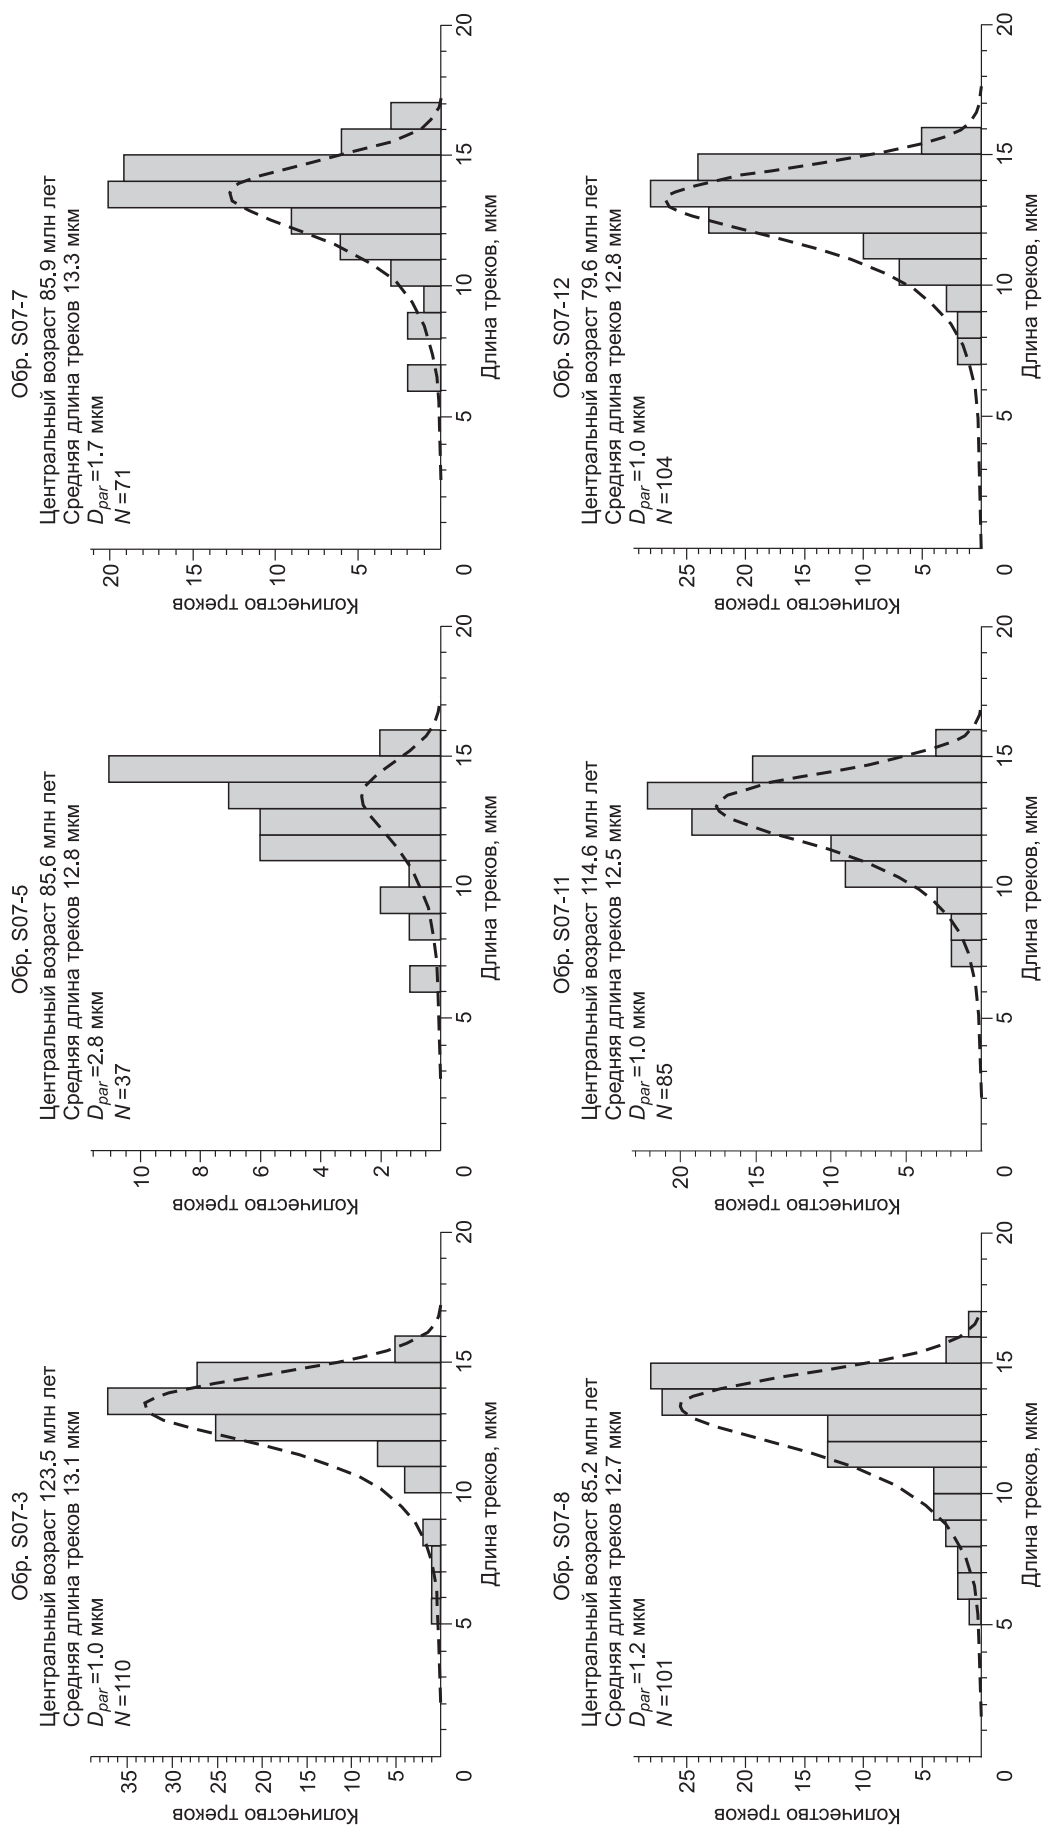 Обр. S07-3
Центральный возраст 123.5 млн лет
Средняя длина треков 13.1 мкм
Dpar=1.0 мкм
N=110
Количество треков
35
30
25
20
15
10
5
0
5
10
15
20
Длина треков, мкм
Обр. S07-5
Центральный возраст 85.6 млн лет
Средняя длина треков 12.8 мкм
Dpar=2.8 мкм
N=37
Количество треков
10
8
6
4
2
0
5
10
15
20
Длина треков, мкм
Обр. S07-7
Центральный возраст 85.9 млн лет
Средняя длина треков 13.3 мкм
Dpar=1.7 мкм
N=71
Количество треков
20
15
10
5
0
5
10
15
20
Длина треков, мкм
Обр. S07-8
Центральный возраст 85.2 млн лет
Средняя длина треков 12.7 мкм
Dpar=1.2 мкм
N=101
Количество треков
25
20
15
10
5
0
5
10
15
20
Длина треков, мкм
Обр. S07-11
Центральный возраст 114.6 млн лет
Средняя длина треков 12.5 мкм
Dpar=1.0 мкм
N=85
Количество треков
20
15
10
5
0
5
10
15
20
Длина треков, мкм
Обр. S07-12
Центральный возраст 79.6 млн лет
Средняя длина треков 12.8 мкм
Dpar=1.0 мкм
N=104
Количество треков
25
20
15
10
5
0
5
10
15
20
Длина треков, мкм